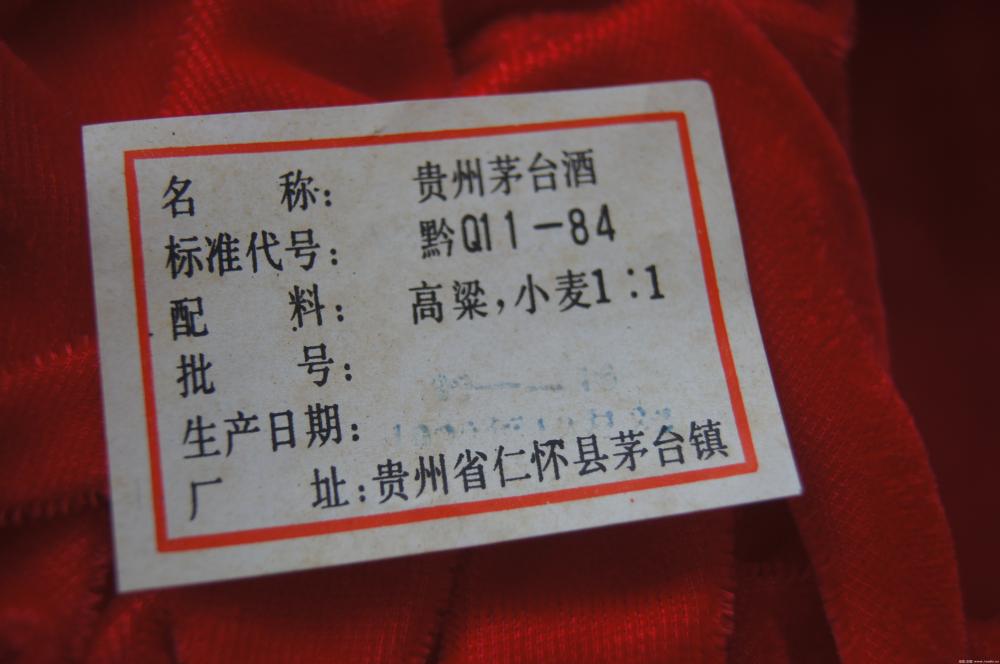 名 称： 贵州茅台酒
标准代号： 黔Q11-84
配 料： 高粱,小麦1:1
批 号：
生产日期：
厂 址：贵州省仁怀县茅台镇